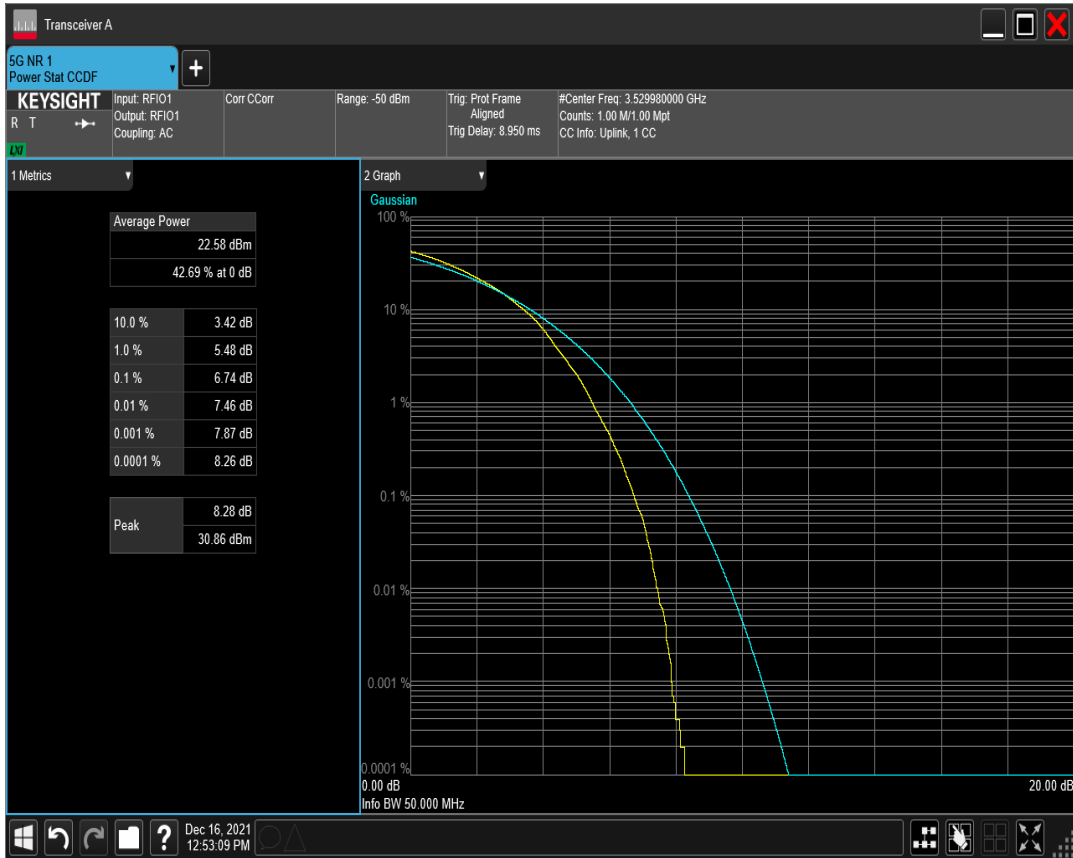 Transceiver A
5G NR 1
Power Stat CCDF
+
KEYSIGHT
R T
LXI
Input: RFIO1
Output: RFIO1
Coupling: AC
Corr CCorr
Range: -50 dBm
Trig: Prot Frame
Aligned
Trig Delay: 8.950 ms
#Center Freq: 3.529980000 GHz
Counts: 1.00 M/1.00 Mpt
CC Info: Uplink, 1 CC
1 Metrics
Average Power
22.58 dBm
42.69 % at 0 dB
10.0 % 3.42 dB
1.0 % 5.48 dB
0.1 % 6.74 dB
0.01 % 7.46 dB
0.001 % 7.87 dB
0.0001 % 8.26 dB
Peak 8.28 dB
30.86 dBm
2 Graph
Gaussian
100 %
10 %
1 %
0.1 %
0.01 %
0.001 %
0.0001 %
0.00 dB 20.00 dB
Info BW 50.000 MHz
?
Dec 16, 2021
12:53:09 PM